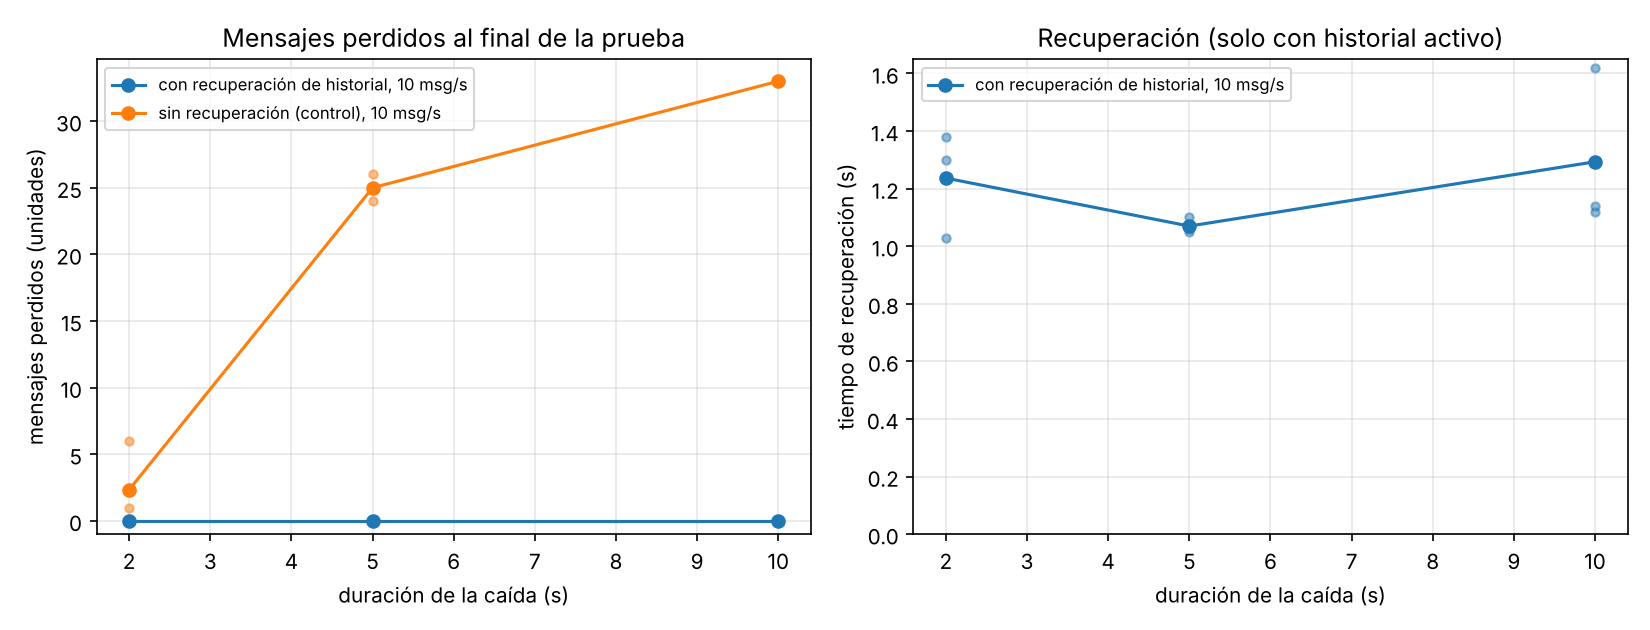 Mensajes perdidos al final de la prueba
con recuperación de historial, 10 msg/s
sin recuperación (control), 10 msg/s
mensajes perdidos (unidades)
30
25
20
15
10
5
0
2 3 4 5 6 7 8 9 10
duración de la caída (s)
Recuperación (solo con historial activo)
con recuperación de historial, 10 msg/s
tiempo de recuperación (s)
1.6
1.4
1.2
1.0
0.8
0.6
0.4
0.2
0.0
2 3 4 5 6 7 8 9 10
duración de la caída (s)